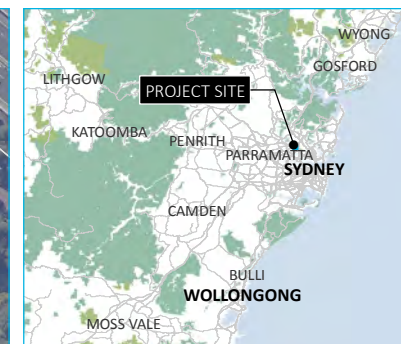 WYONG
GOSFORD
LITHGOW
PROJECT SITE
KATOOMBA
PENRITH
PARRAMATTA
SYDNEY
CAMDEN
BULLI
WOLLONGONG
MOSS VALE